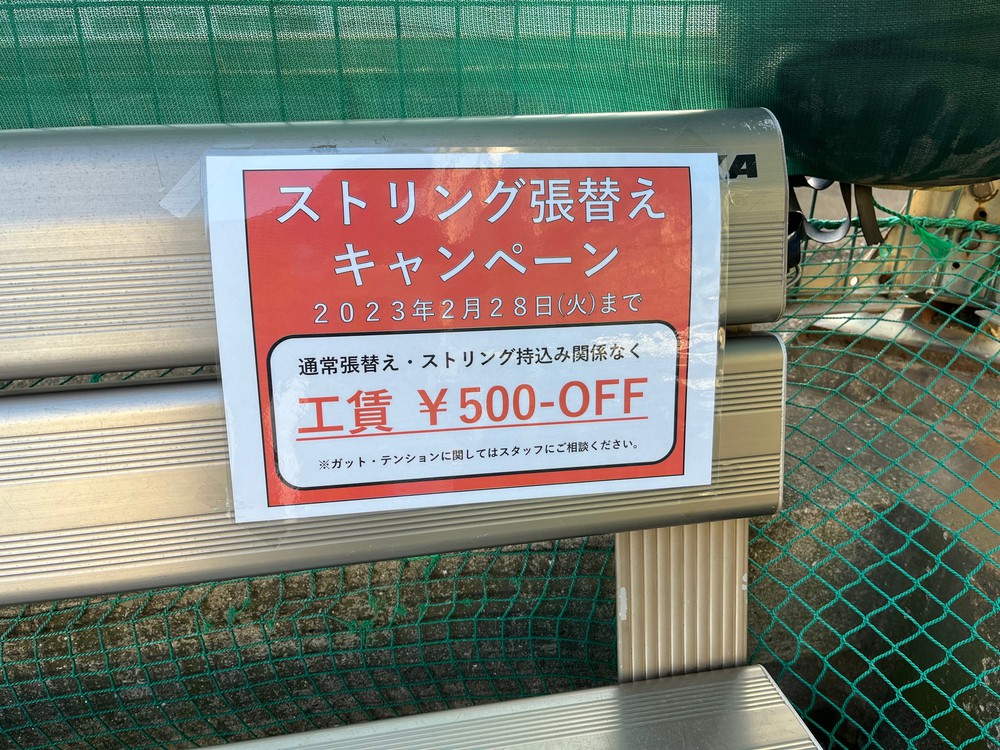 ストリング張替え
キャンペーン
２０２３年２月２８日(火)まで
通常張替え・ストリング持込み関係なく
工賃 ￥500-OFF
※ガット・テンションに関してはスタッフにご相談ください。